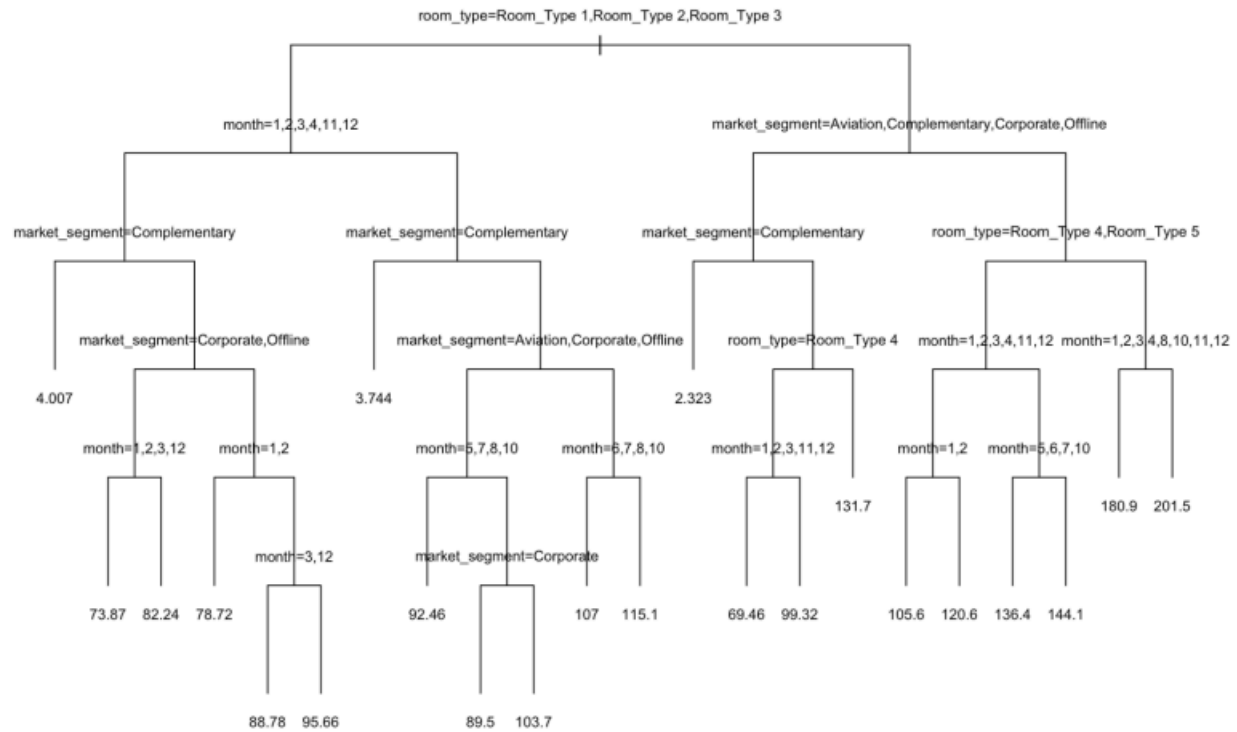 room_type=Room_Type 1,Room_Type 2,Room_Type 3
month=1,2,3,4,11,12
market_segment=Aviation,Complementary,Corporate,Offline
market_segment=Complementary
market_segment=Complementary
market_segment=Complementary
room_type=Room_Type 4,Room_Type 5
market_segment=Corporate,Offline
market_segment=Aviation,Corporate,Offline
room_type=Room_Type 4
month=1,2,3,4,11,12
month=1,2,3,4,8,10,11,12
4.007
3.744
2.323
month=1,2,3,12
month=1,2
month=5,7,8,10
month=6,7,8,10
month=1,2,3,11,12
month=1,2
month=5,6,7,10
131.7
180.9
201.5
month=3,12
market_segment=Corporate
73.87
82.24
78.72
92.46
107
115.1
69.46
99.32
105.6
120.6
136.4
144.1
88.78
95.66
89.5
103.7